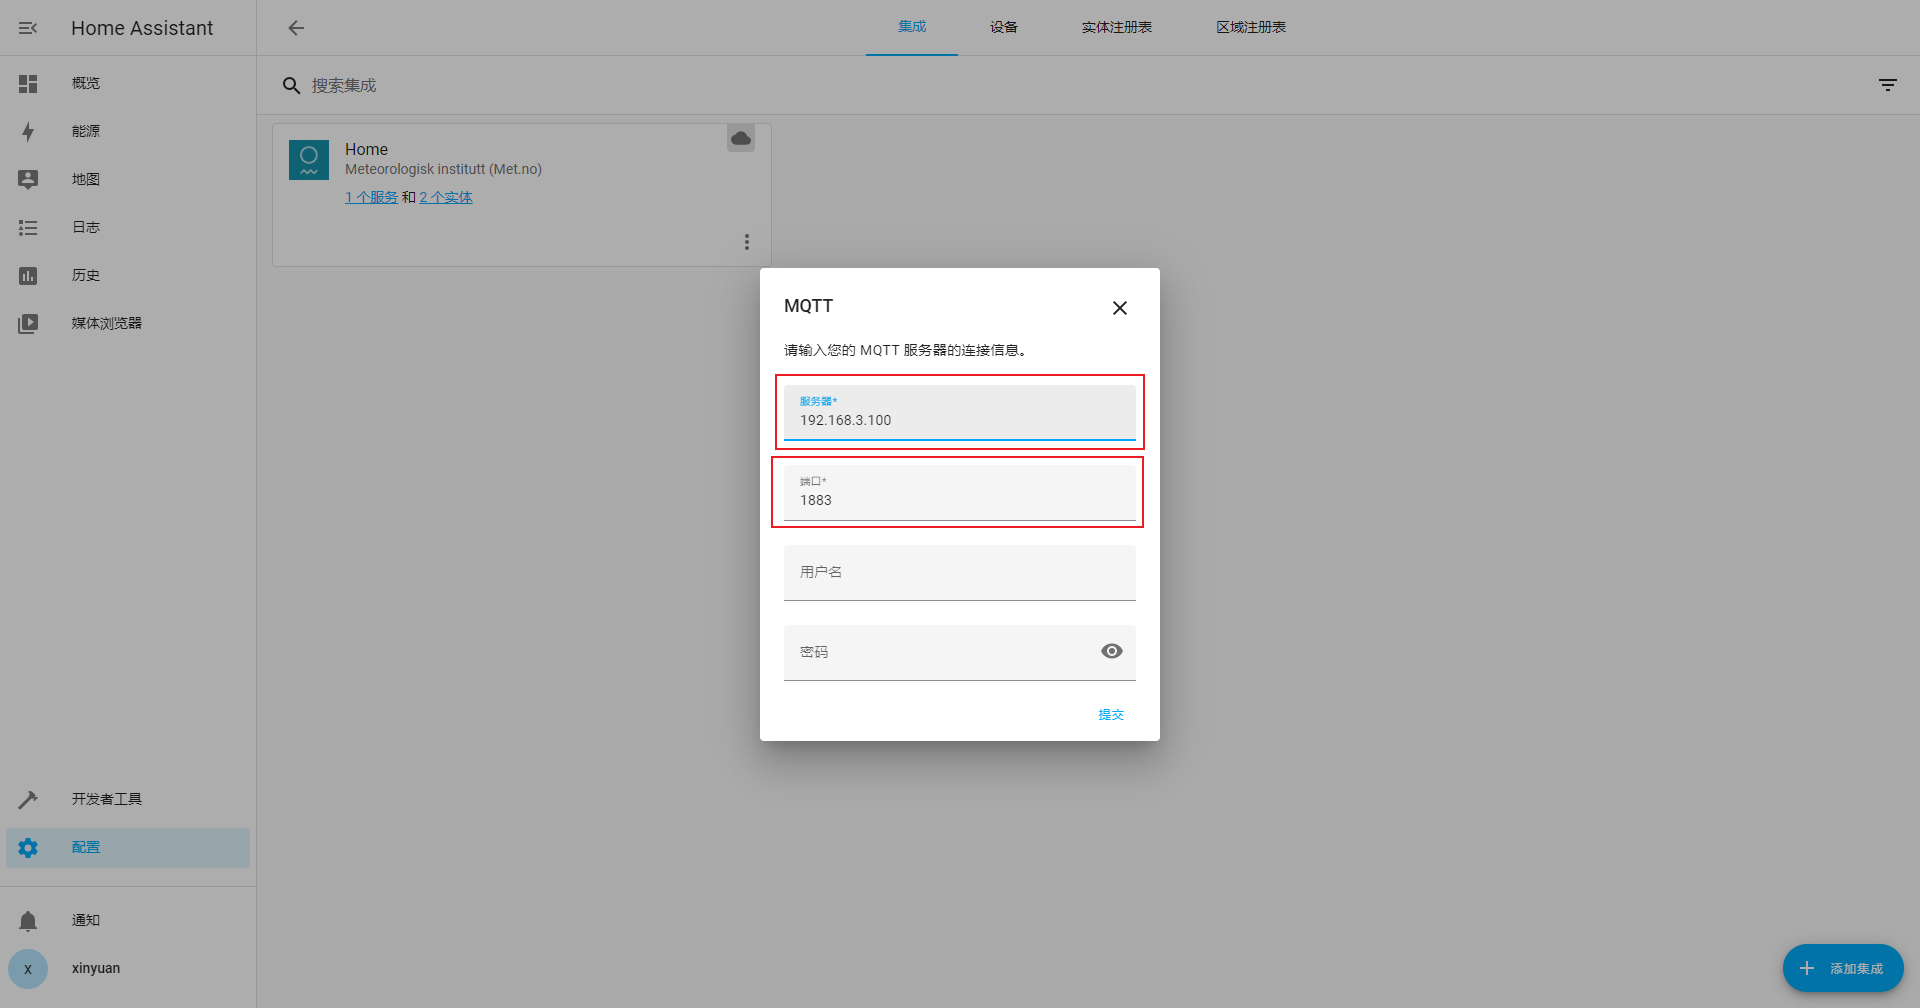 Home Assistant
集成
设备
实体注册表
区域注册表
概览
能源
地图
日志
历史
媒体浏览器
搜索集成
Home
Meteorologisk institutt (Met.no)
1 个服务 和 2 个实体
MQTT
请输入您的 MQTT 服务器的连接信息。
服务器*
192.168.3.100
端口*
1883
用户名
密码
提交
开发者工具
配置
通知
x
xinyuan
添加集成